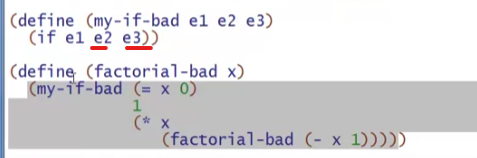 (define (my-if-bad e1 e2 e3)
  (if e1 e2 e3))
(define (factorial-bad x)
  (my-if-bad (= x 0)
             1
             (* x
                (factorial-bad (- x 1)))))